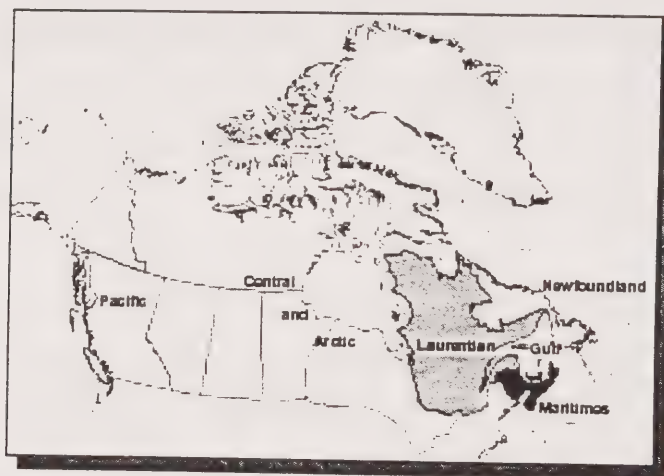 Central
and
Arctic
Pacific
Newfoundland
Laurentian
Gulf
Maritimes